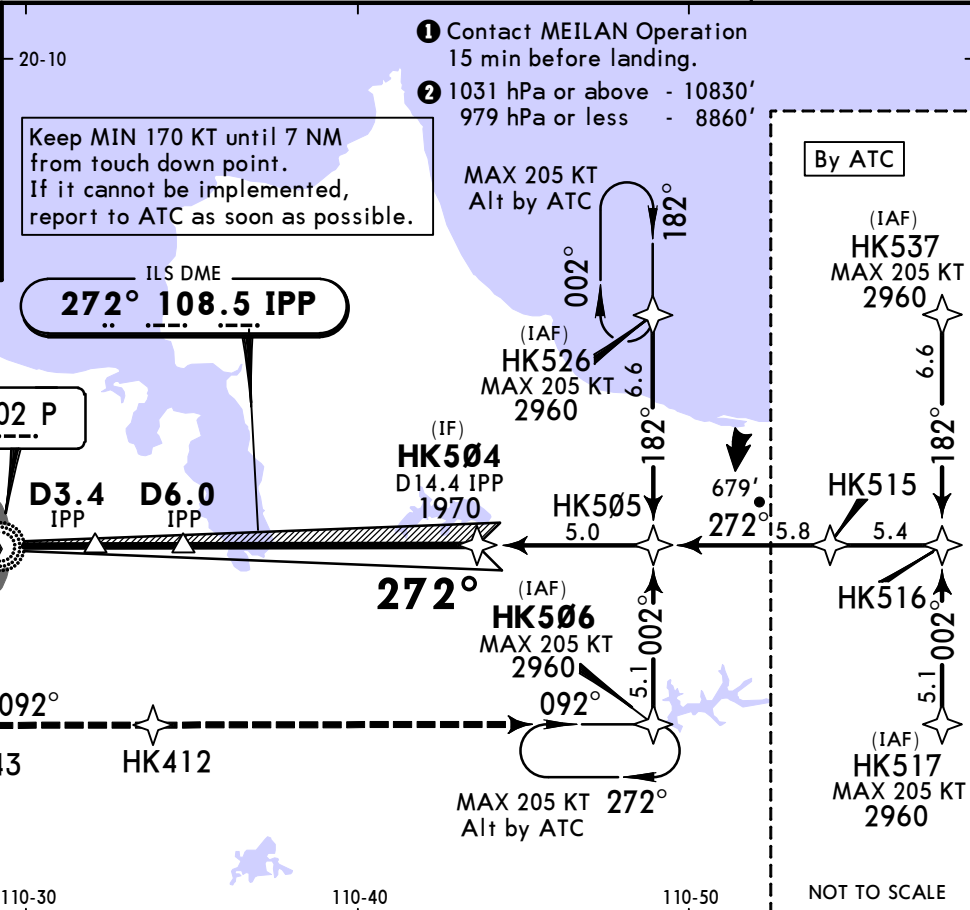 ❶ Contact MEILAN Operation
15 min before landing.
❷ 1031 hPa or above - 10830'
979 hPa or less - 8860'
20-10
Keep MIN 170 KT until 7 NM
from touch down point.
If it cannot be implemented,
report to ATC as soon as possible.
By ATC
MAX 205 KT
Alt by ATC
182°
002°
(IAF)
HK537
MAX 205 KT
2960
ILS DME
272° 108.5 IPP
(IAF)
HK526
MAX 205 KT
2960
6.6
182°
6.6
182°
02 P
(IF)
HK5Ø4
D14.4 IPP
1970
D3.4
IPP
D6.0
IPP
HK5Ø5
5.0
679'
272°
HK515
5.8
5.4
HK516
272°
(IAF)
HK5Ø6
MAX 205 KT
2960
002°
5.1
002°
5.1
092°
092°
43
HK412
272°
MAX 205 KT
Alt by ATC
(IAF)
HK517
MAX 205 KT
2960
110-30
110-40
110-50
NOT TO SCALE